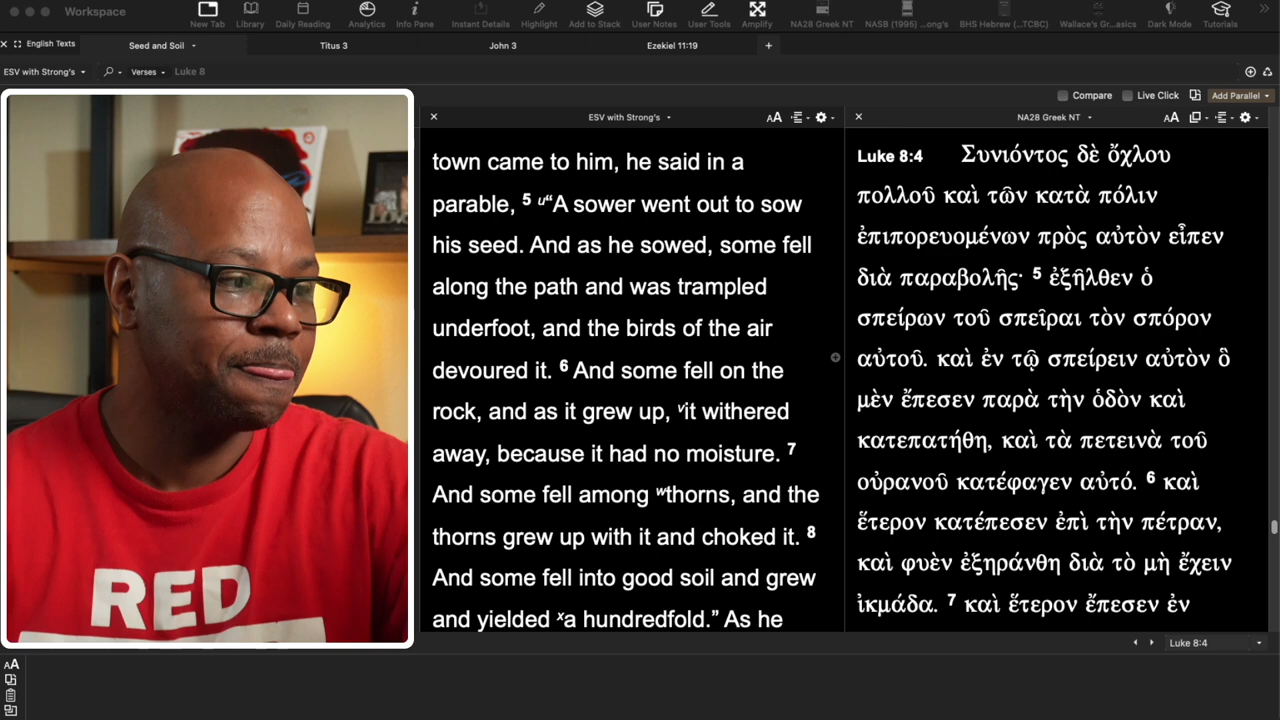 Workspace
New Tab
Library
Daily Reading
Analytics
Info Pane
Instant Details
Highlight
Add to Stack
User Notes
User Tools
Amplify
NA28 Greek NT
NASB (1995) ...ong's
BHS Hebrew (...TCBC)
Wallace's Gr...asics
Dark Mode
Tutorials
English Texts
Seed and Soil
Titus 3
John 3
Ezekiel 11:19
ESV with Strong's
Verses
Luke 8
Compare
Live Click
Add Parallel
ESV with Strong's
town came to him, he said in a
parable, 5 u“A sower went out to sow
his seed. And as he sowed, some fell
along the path and was trampled
underfoot, and the birds of the air
devoured it. 6 And some fell on the
rock, and as it grew up, vit withered
away, because it had no moisture. 7
And some fell among wthorns, and the
thorns grew up with it and choked it. 8
And some fell into good soil and grew
and yielded xa hundredfold.” As he
NA28 Greek NT
Luke 8:4 Συνιόντος δὲ ὄχλου
πολλοῦ καὶ τῶν κατὰ πόλιν
ἐπιπορευομένων πρὸς αὐτὸν εἶπεν
διὰ παραβολῆς· 5 ἐξῆλθεν ὁ
σπείρων τοῦ σπεῖραι τὸν σπόρον
αὐτοῦ. καὶ ἐν τῷ σπείρειν αὐτὸν ὃ
μὲν ἔπεσεν παρὰ τὴν ὁδὸν καὶ
κατεπατήθη, καὶ τὰ πετεινὰ τοῦ
οὐρανοῦ κατέφαγεν αὐτό. 6 καὶ
ἕτερον κατέπεσεν ἐπὶ τὴν πέτραν,
καὶ φυὲν ἐξηράνθη διὰ τὸ μὴ ἔχειν
ἰκμάδα. 7 καὶ ἕτερον ἔπεσεν ἐν
Luke 8:4
RED